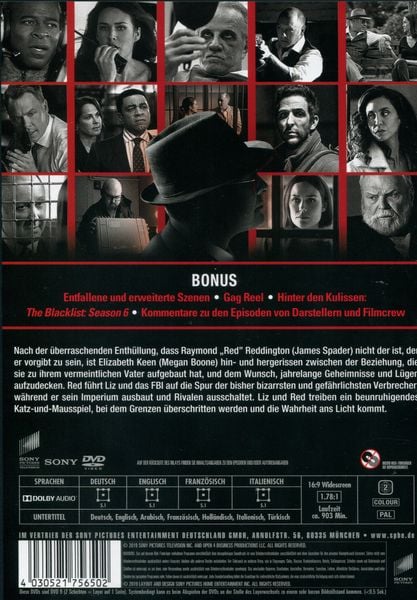 BONUS
Entfallene und erweiterte Szenen • Gag Reel • Hinter den Kulissen:
The Blacklist: Season 6 • Kommentare zu den Episoden von Darstellern und Filmcrew
Nach der überraschenden Enthüllung, dass Raymond „Red" Reddington (James Spader) nicht der ist, der
er vorgibt zu sein, ist Elizabeth Keen (Megan Boone) hin- und hergerissen zwischen der Beziehung, die
sie zu ihrem vermeintlichen Vater aufgebaut hat, und dem Wunsch, jahrelange Geheimnisse und Lügen
aufzudecken. Red führt Liz und das FBI auf die Spur der bisher bizarrsten und gefährlichsten Verbrecher,
während er sein Imperium ausbaut und Rivalen ausschaltet. Liz und Red treiben ein beunruhigendes
Katz-und-Mausspiel, bei dem Grenzen überschritten werden und die Wahrheit ans Licht kommt.
SONY
PICTURES
SONY
DVD
VIDEO
SPRACHEN DEUTSCH ENGLISCH FRANZÖSISCH ITALIENISCH
DOLBY AUDIO 5.1 5.1 5.1 5.1
UNTERTITEL Deutsch, Englisch, Arabisch, Französisch, Holländisch, Italienisch, Türkisch
16:9 Widescreen
1.78:1
Laufzeit
ca. 903 Min.
2
COLOUR
PAL
IM VERTRIEB DES SONY PICTURES ENTERTAINMENT DEUTSCHLAND GMBH, ARNULFSTR. 56, 80335 MÜNCHEN • www.sphe.de
4 030521 756502
SONY
PICTURES